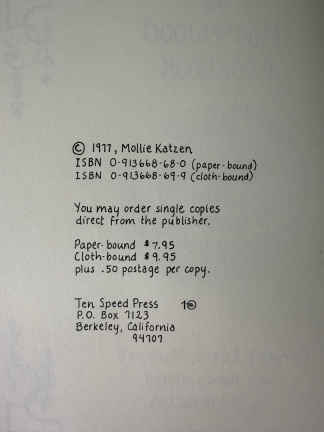 © 1977, Mollie Katzen
ISBN 0-913668-68-0 (paper-bound)
ISBN 0-913668-69-9 (cloth-bound)
You may order single copies
direct from the publisher.
Paper-bound $7.95
Cloth-bound $9.95
plus .50 postage per copy.
Ten Speed Press
P.O. Box 7123
Berkeley, California
94707